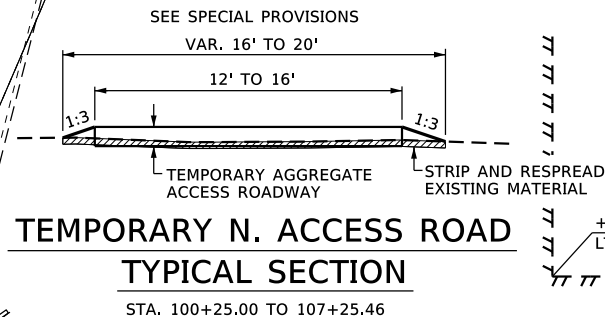 SEE SPECIAL PROVISIONS
VAR. 16' TO 20'
12' TO 16'
1:3
1:3
TEMPORARY AGGREGATE
ACCESS ROADWAY
STRIP AND RESPREAD
EXISTING MATERIAL
TEMPORARY N. ACCESS ROAD
TYPICAL SECTION
STA. 100+25.00 TO 107+25.46